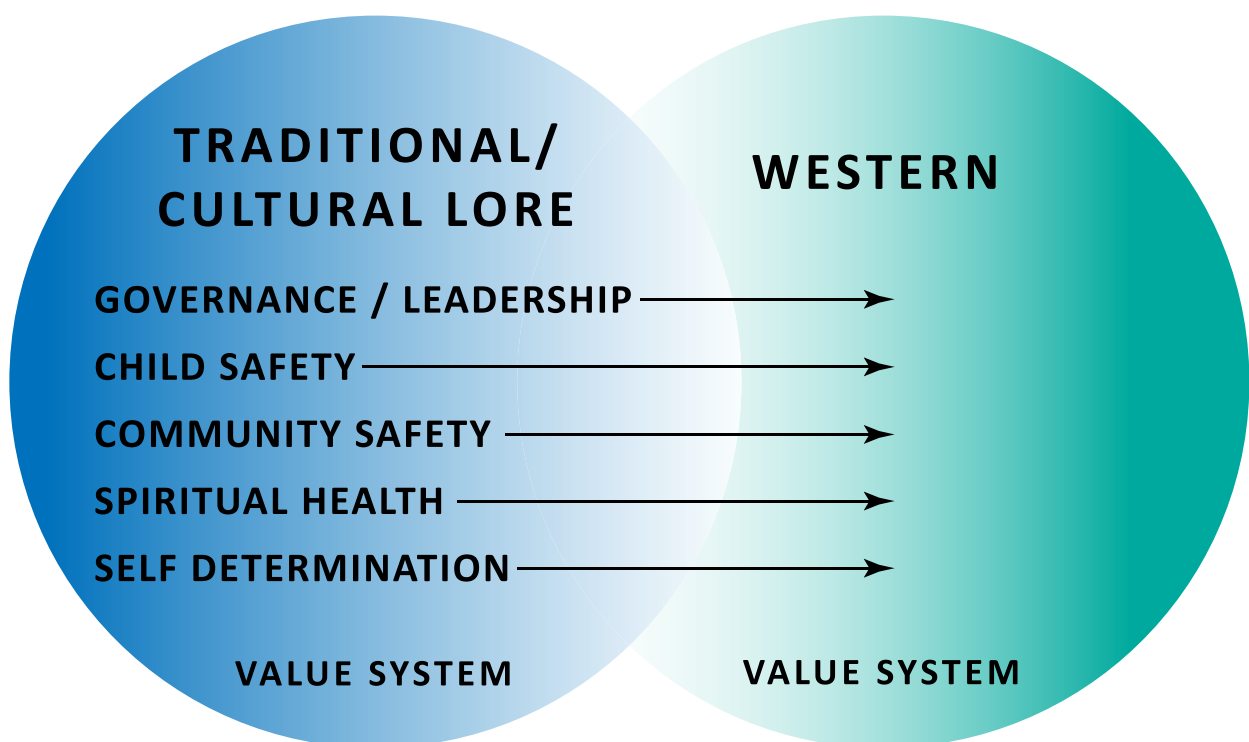 TRADITIONAL/
CULTURAL LORE
WESTERN
GOVERNANCE / LEADERSHIP
CHILD SAFETY
COMMUNITY SAFETY
SPIRITUAL HEALTH
SELF DETERMINATION
VALUE SYSTEM
VALUE SYSTEM